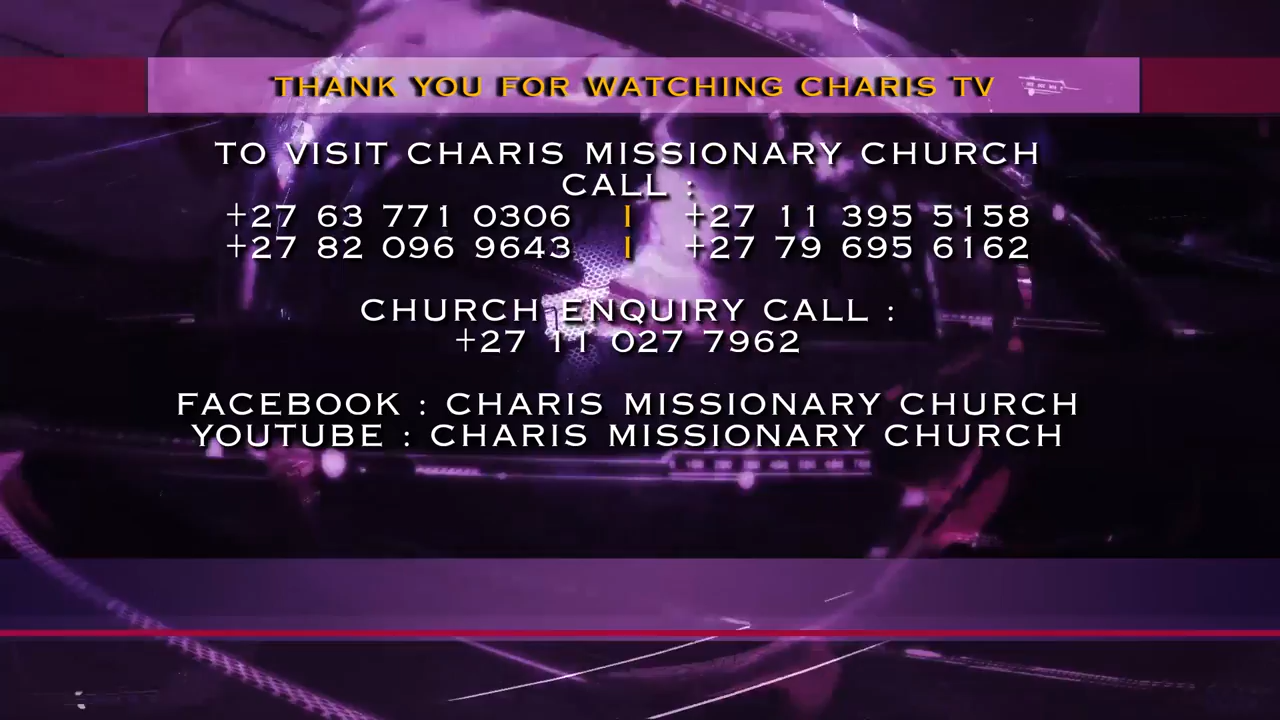 THANK YOU FOR WATCHING CHARIS TV
TO VISIT CHARIS MISSIONARY CHURCH
CALL :
+27 63 771 0306 | +27 11 395 5158
+27 82 096 9643 | +27 79 695 6162
CHURCH ENQUIRY CALL :
+27 11 027 7962
FACEBOOK : CHARIS MISSIONARY CHURCH
YOUTUBE : CHARIS MISSIONARY CHURCH